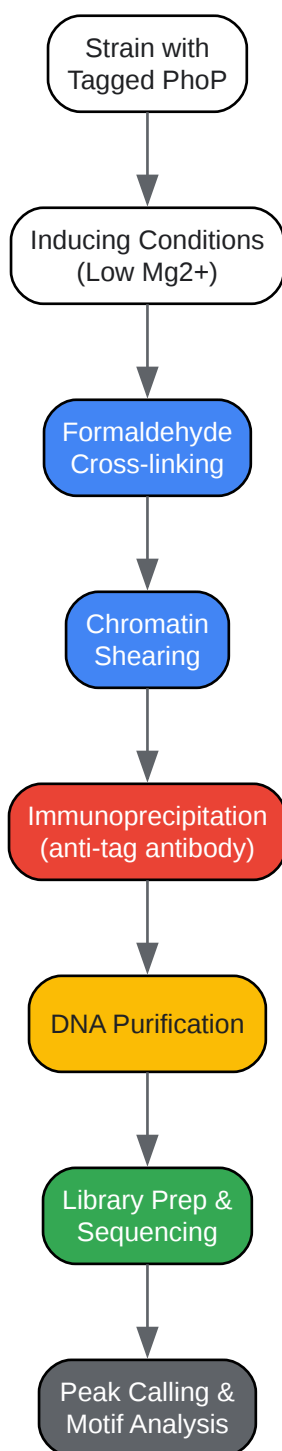 Strain with
Tagged PhoP
Inducing Conditions
(Low Mg2+)
Formaldehyde
Cross-linking
Chromatin
Shearing
Immunoprecipitation
(anti-tag antibody)
DNA Purification
Library Prep &
Sequencing
Peak Calling &
Motif Analysis